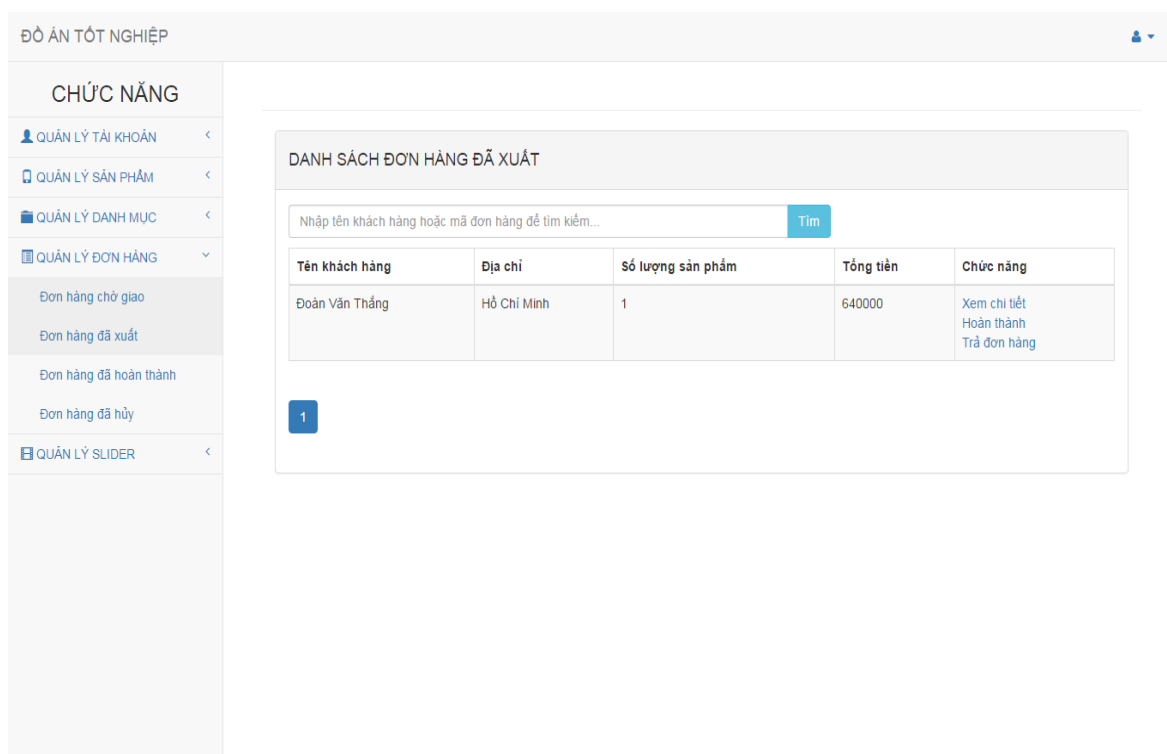 ĐỒ ÁN TỐT NGHIỆP
CHỨC NĂNG
QUẢN LÝ TÀI KHOẢN
QUẢN LÝ SẢN PHẨM
QUẢN LÝ DANH MỤC
QUẢN LÝ ĐƠN HÀNG
Đơn hàng chờ giao
Đơn hàng đã xuất
Đơn hàng đã hoàn thành
Đơn hàng đã hủy
QUẢN LÝ SLIDER
DANH SÁCH ĐƠN HÀNG ĐÃ XUẤT
Nhập tên khách hàng hoặc mã đơn hàng để tìm kiếm... Tìm
Tên khách hàng Địa chỉ Số lượng sản phẩm Tổng tiền Chức năng
Đoàn Văn Thắng Hồ Chí Minh 1 640000 Xem chi tiết
Hoàn thành
Trả đơn hàng
1